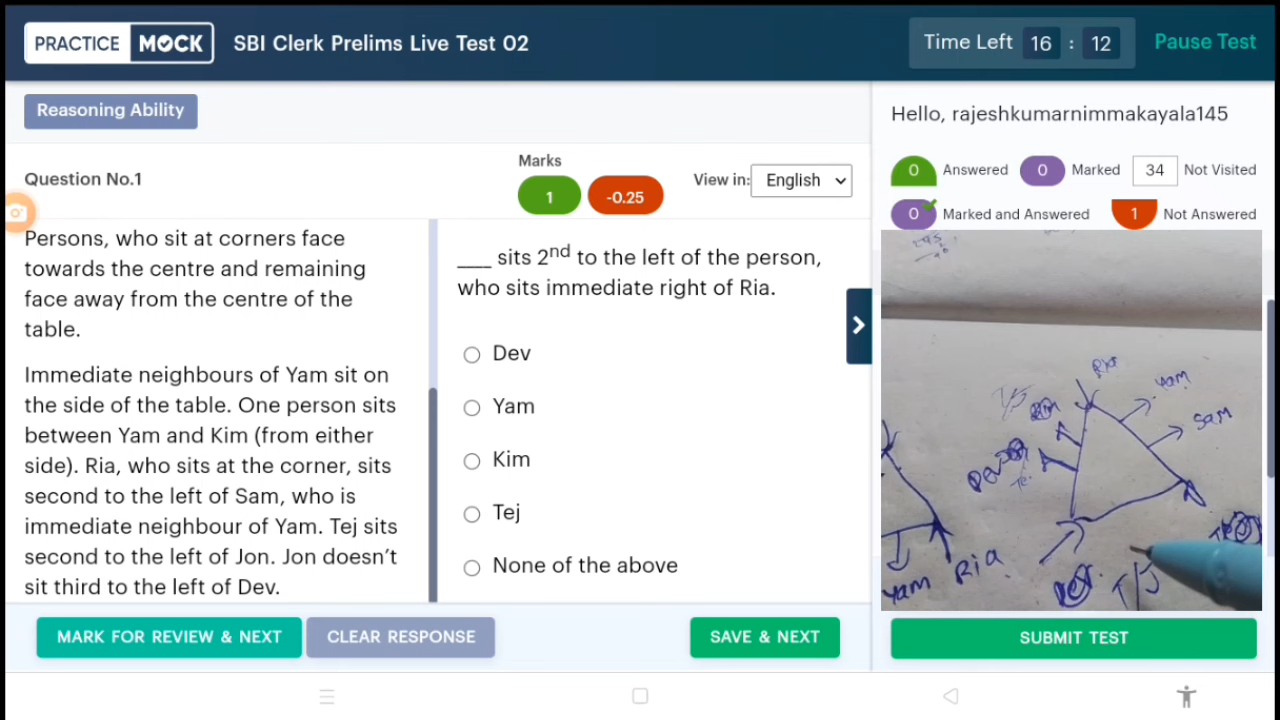 PRACTICE MOCK SBI Clerk Prelims Live Test 02
Time Left 16 : 12 Pause Test
Reasoning Ability
Hello, rajeshkumarnimmakayala145
Question No.1
Marks
1 -0.25
View in: English
0 Answered 0 Marked 34 Not Visited
0 Marked and Answered 1 Not Answered
Persons, who sit at corners face
towards the centre and remaining
face away from the centre of the
table.
Immediate neighbours of Yam sit on
the side of the table. One person sits
between Yam and Kim (from either
side). Ria, who sits at the corner, sits
second to the left of Sam, who is
immediate neighbour of Yam. Tej sits
second to the left of Jon. Jon doesn't
sit third to the left of Dev.
___ sits 2nd to the left of the person,
who sits immediate right of Ria.
Dev
Yam
Kim
Tej
None of the above
Ria
Yam
Sam
T/J
Dev
Yam
Ria
T/J
MARK FOR REVIEW & NEXT
CLEAR RESPONSE
SAVE & NEXT
SUBMIT TEST